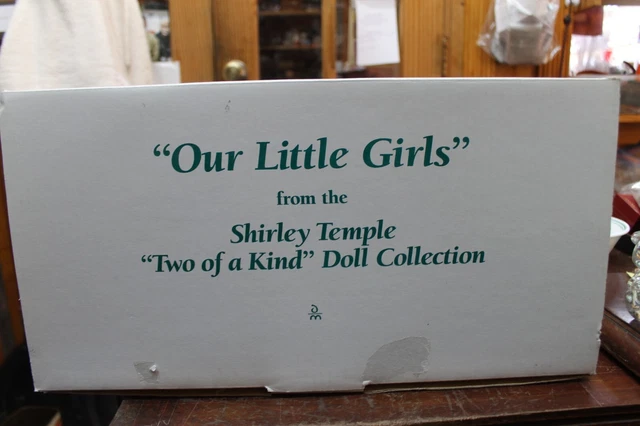 “Our Little Girls”
from the
Shirley Temple
“Two of a Kind” Doll Collection